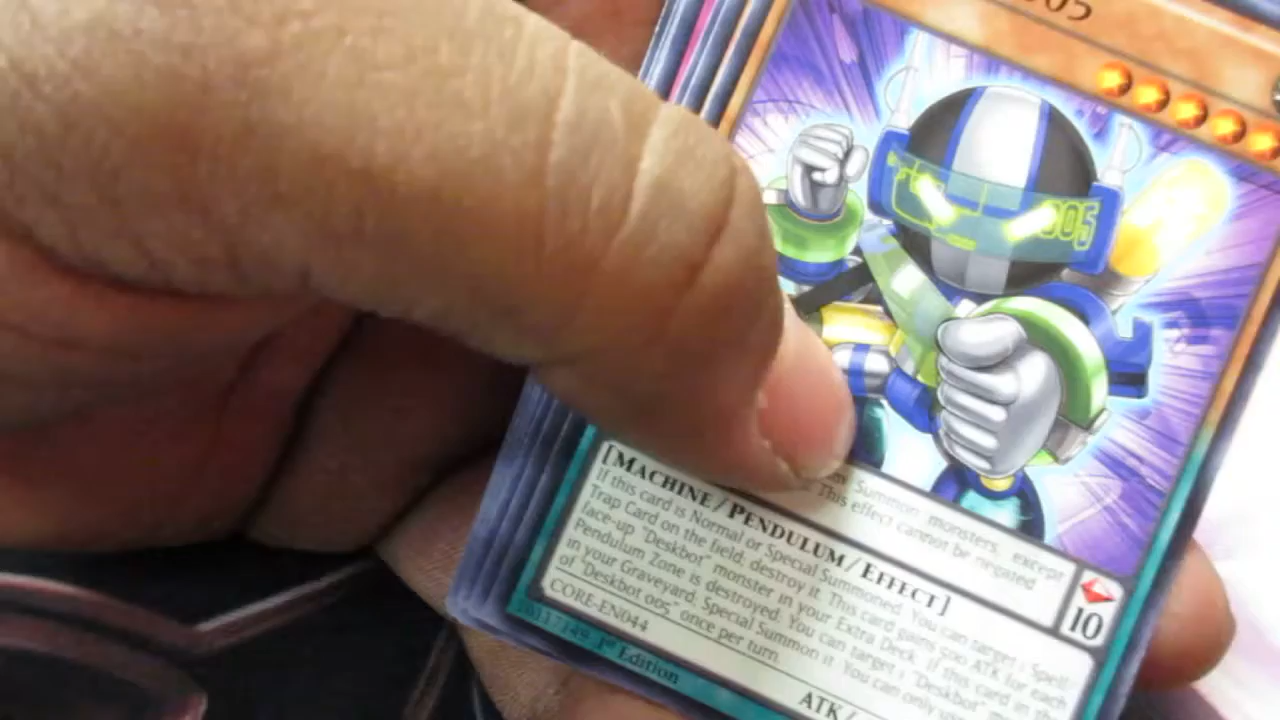 005
005
Summon monsters, except
This effect cannot be negated
[MACHINE / PENDULUM / EFFECT]
If this card is Normal or Special Summoned: You can target 1 Spell/
Trap Card on the field; destroy it. This card gains 500 ATK for each
face-up "Deskbot" monster in your Extra Deck. If this card in the
Pendulum Zone is destroyed: You can target 1 "Deskbot"
in your Graveyard; Special Summon it. You can only use
of "Deskbot 005" once per turn.
10
CORE-EN044
1st Edition
ATK/